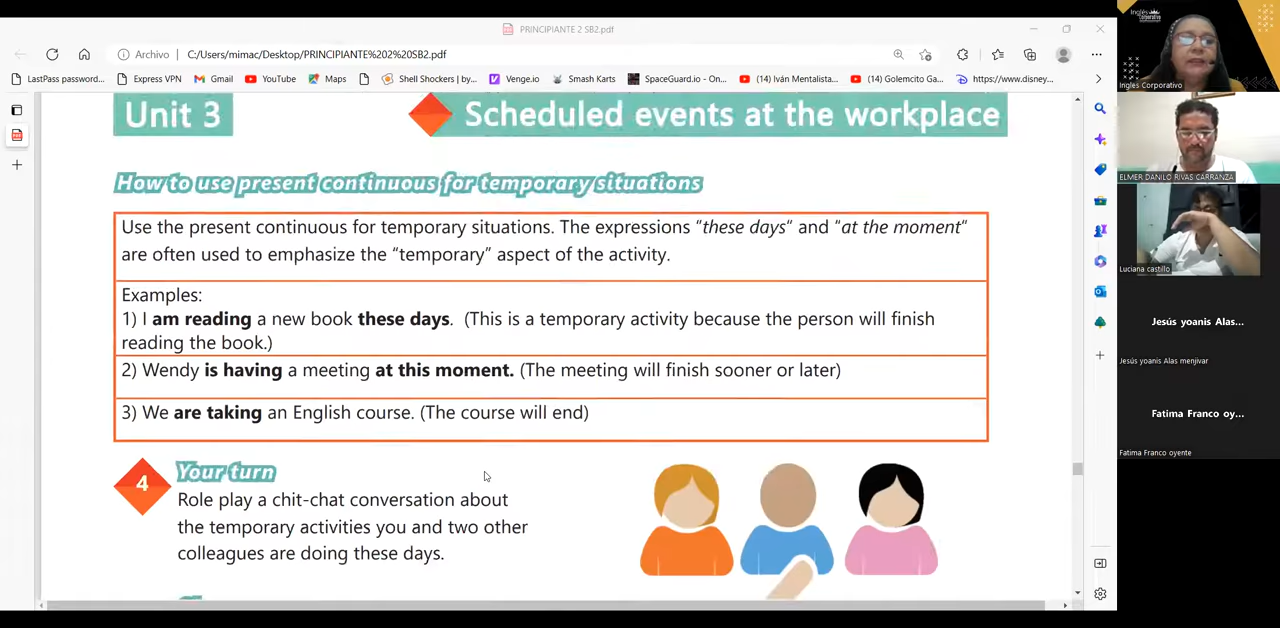 PRINCIPIANTE 2 SB2.pdf
Archivo
C:/Users/mimac/Desktop/PRINCIPIANTE%202%20SB2.pdf
LastPass password...
Express VPN
Gmail
YouTube
Maps
Shell Shockers | by...
Venge.io
Smash Karts
SpaceGuard.io - On...
(14) Iván Mentalista...
(14) Golemcito Ga...
https://www.disney...
Unit 3
Scheduled events at the workplace
How to use present continuous for temporary situations
Use the present continuous for temporary situations. The expressions “these days“ and “at the moment“
are often used to emphasize the “temporary” aspect of the activity.
Examples:
1) I am reading a new book these days. (This is a temporary activity because the person will finish
reading the book.)
2) Wendy is having a meeting at this moment. (The meeting will finish sooner or later)
3) We are taking an English course. (The course will end)
4
Your turn
Role play a chit-chat conversation about
the temporary activities you and two other
colleagues are doing these days.
Inglés
Corporativo
Inglés Corporativo
ELMER DANILO RIVAS CARRANZA
Luciana castillo
Jesús yoanis Alas...
Jesús yoanis Alas menjivar
Fatima Franco oy...
Fatima Franco oyente